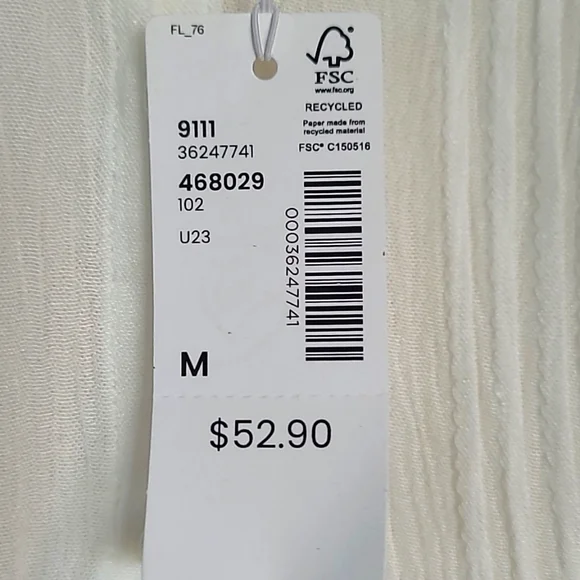 FL_76
FSC
www.fsc.org
RECYCLED
Paper made from
recycled material
FSC® C150516
9111
36247741
468029
102
U23
00036247741
M
$52.90